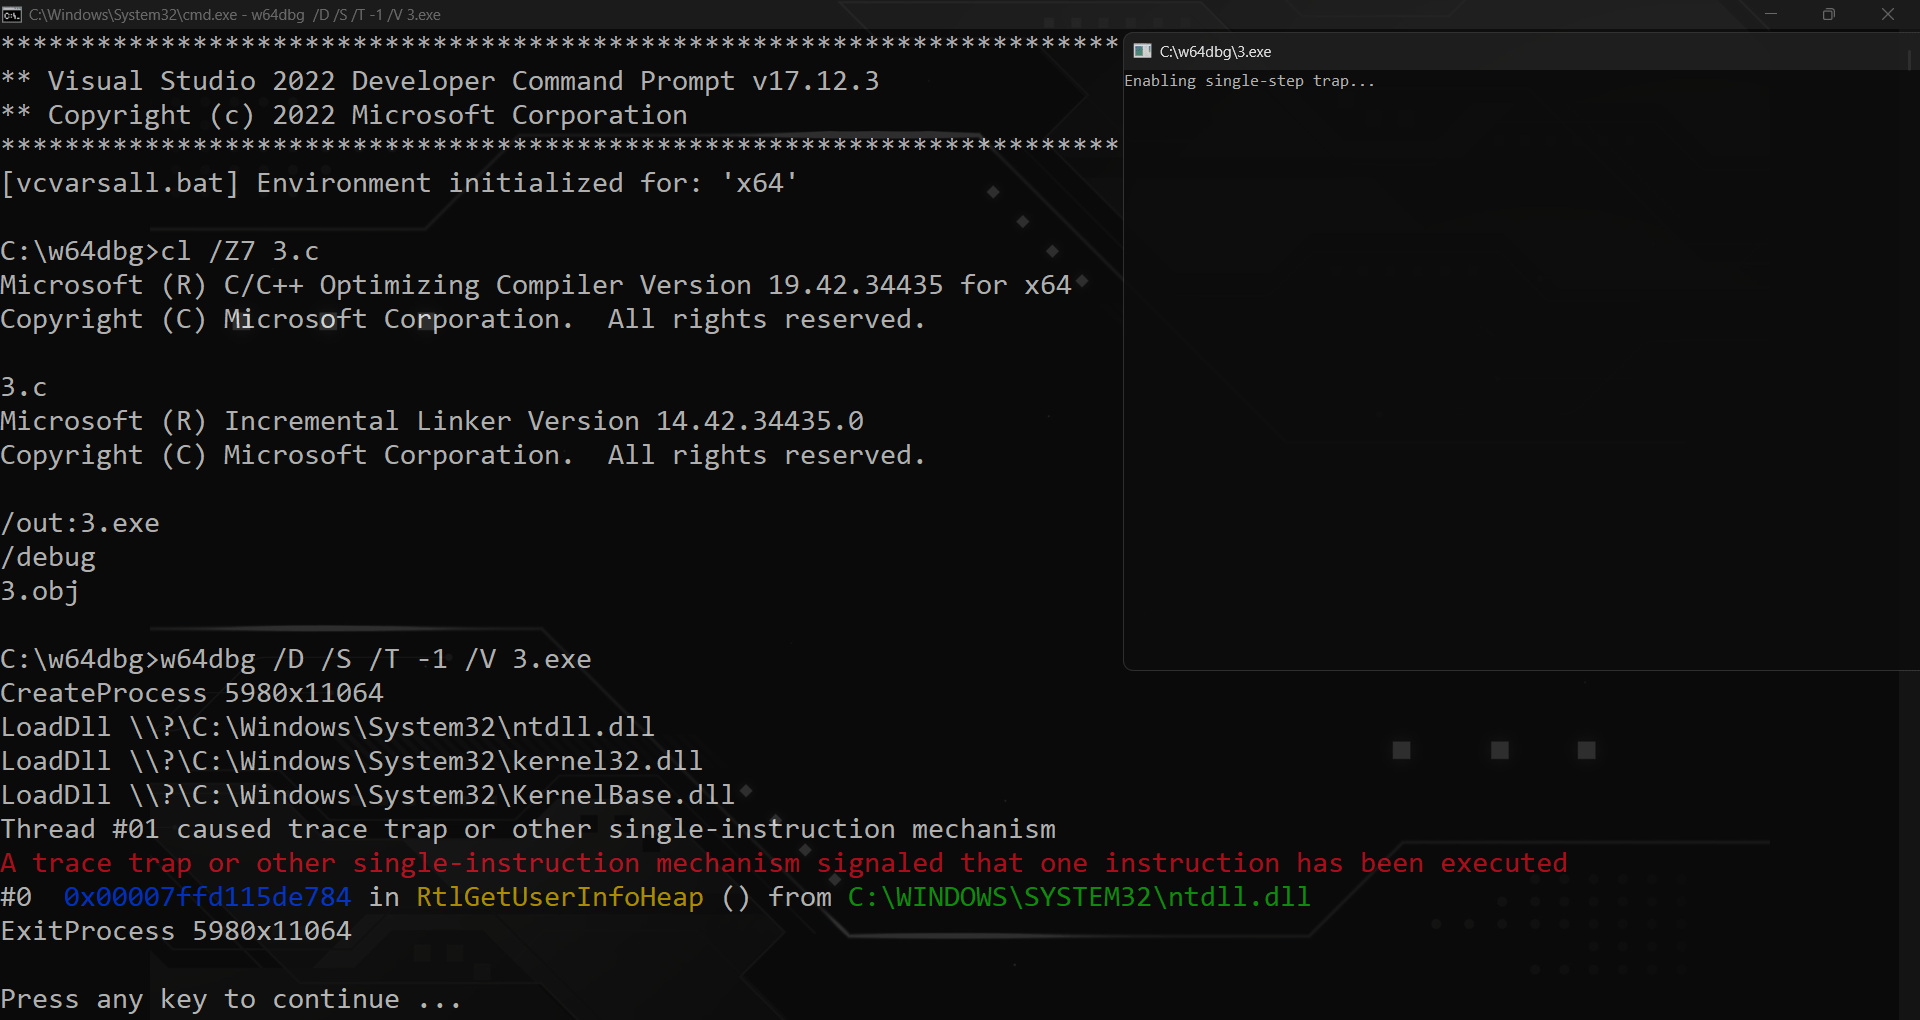 C:\Windows\System32\cmd.exe - w64dbg  /D /S /T -1 /V 3.exe
**********************************************************************
** Visual Studio 2022 Developer Command Prompt v17.12.3
** Copyright (c) 2022 Microsoft Corporation
**********************************************************************
[vcvarsall.bat] Environment initialized for: 'x64'
C:\w64dbg>cl /Z7 3.c
Microsoft (R) C/C++ Optimizing Compiler Version 19.42.34435 for x64
Copyright (C) Microsoft Corporation.  All rights reserved.
3.c
Microsoft (R) Incremental Linker Version 14.42.34435.0
Copyright (C) Microsoft Corporation.  All rights reserved.
/out:3.exe
/debug
3.obj
C:\w64dbg>w64dbg /D /S /T -1 /V 3.exe
CreateProcess 5980x11064
LoadDll \\?\C:\Windows\System32\ntdll.dll
LoadDll \\?\C:\Windows\System32\kernel32.dll
LoadDll \\?\C:\Windows\System32\KernelBase.dll
Thread #01 caused trace trap or other single-instruction mechanism
A trace trap or other single-instruction mechanism signaled that one instruction has been executed
#0  0x00007ffd115de784 in RtlGetUserInfoHeap () from C:\WINDOWS\SYSTEM32\ntdll.dll
ExitProcess 5980x11064
Press any key to continue ...
C:\w64dbg\3.exe
Enabling single-step trap...